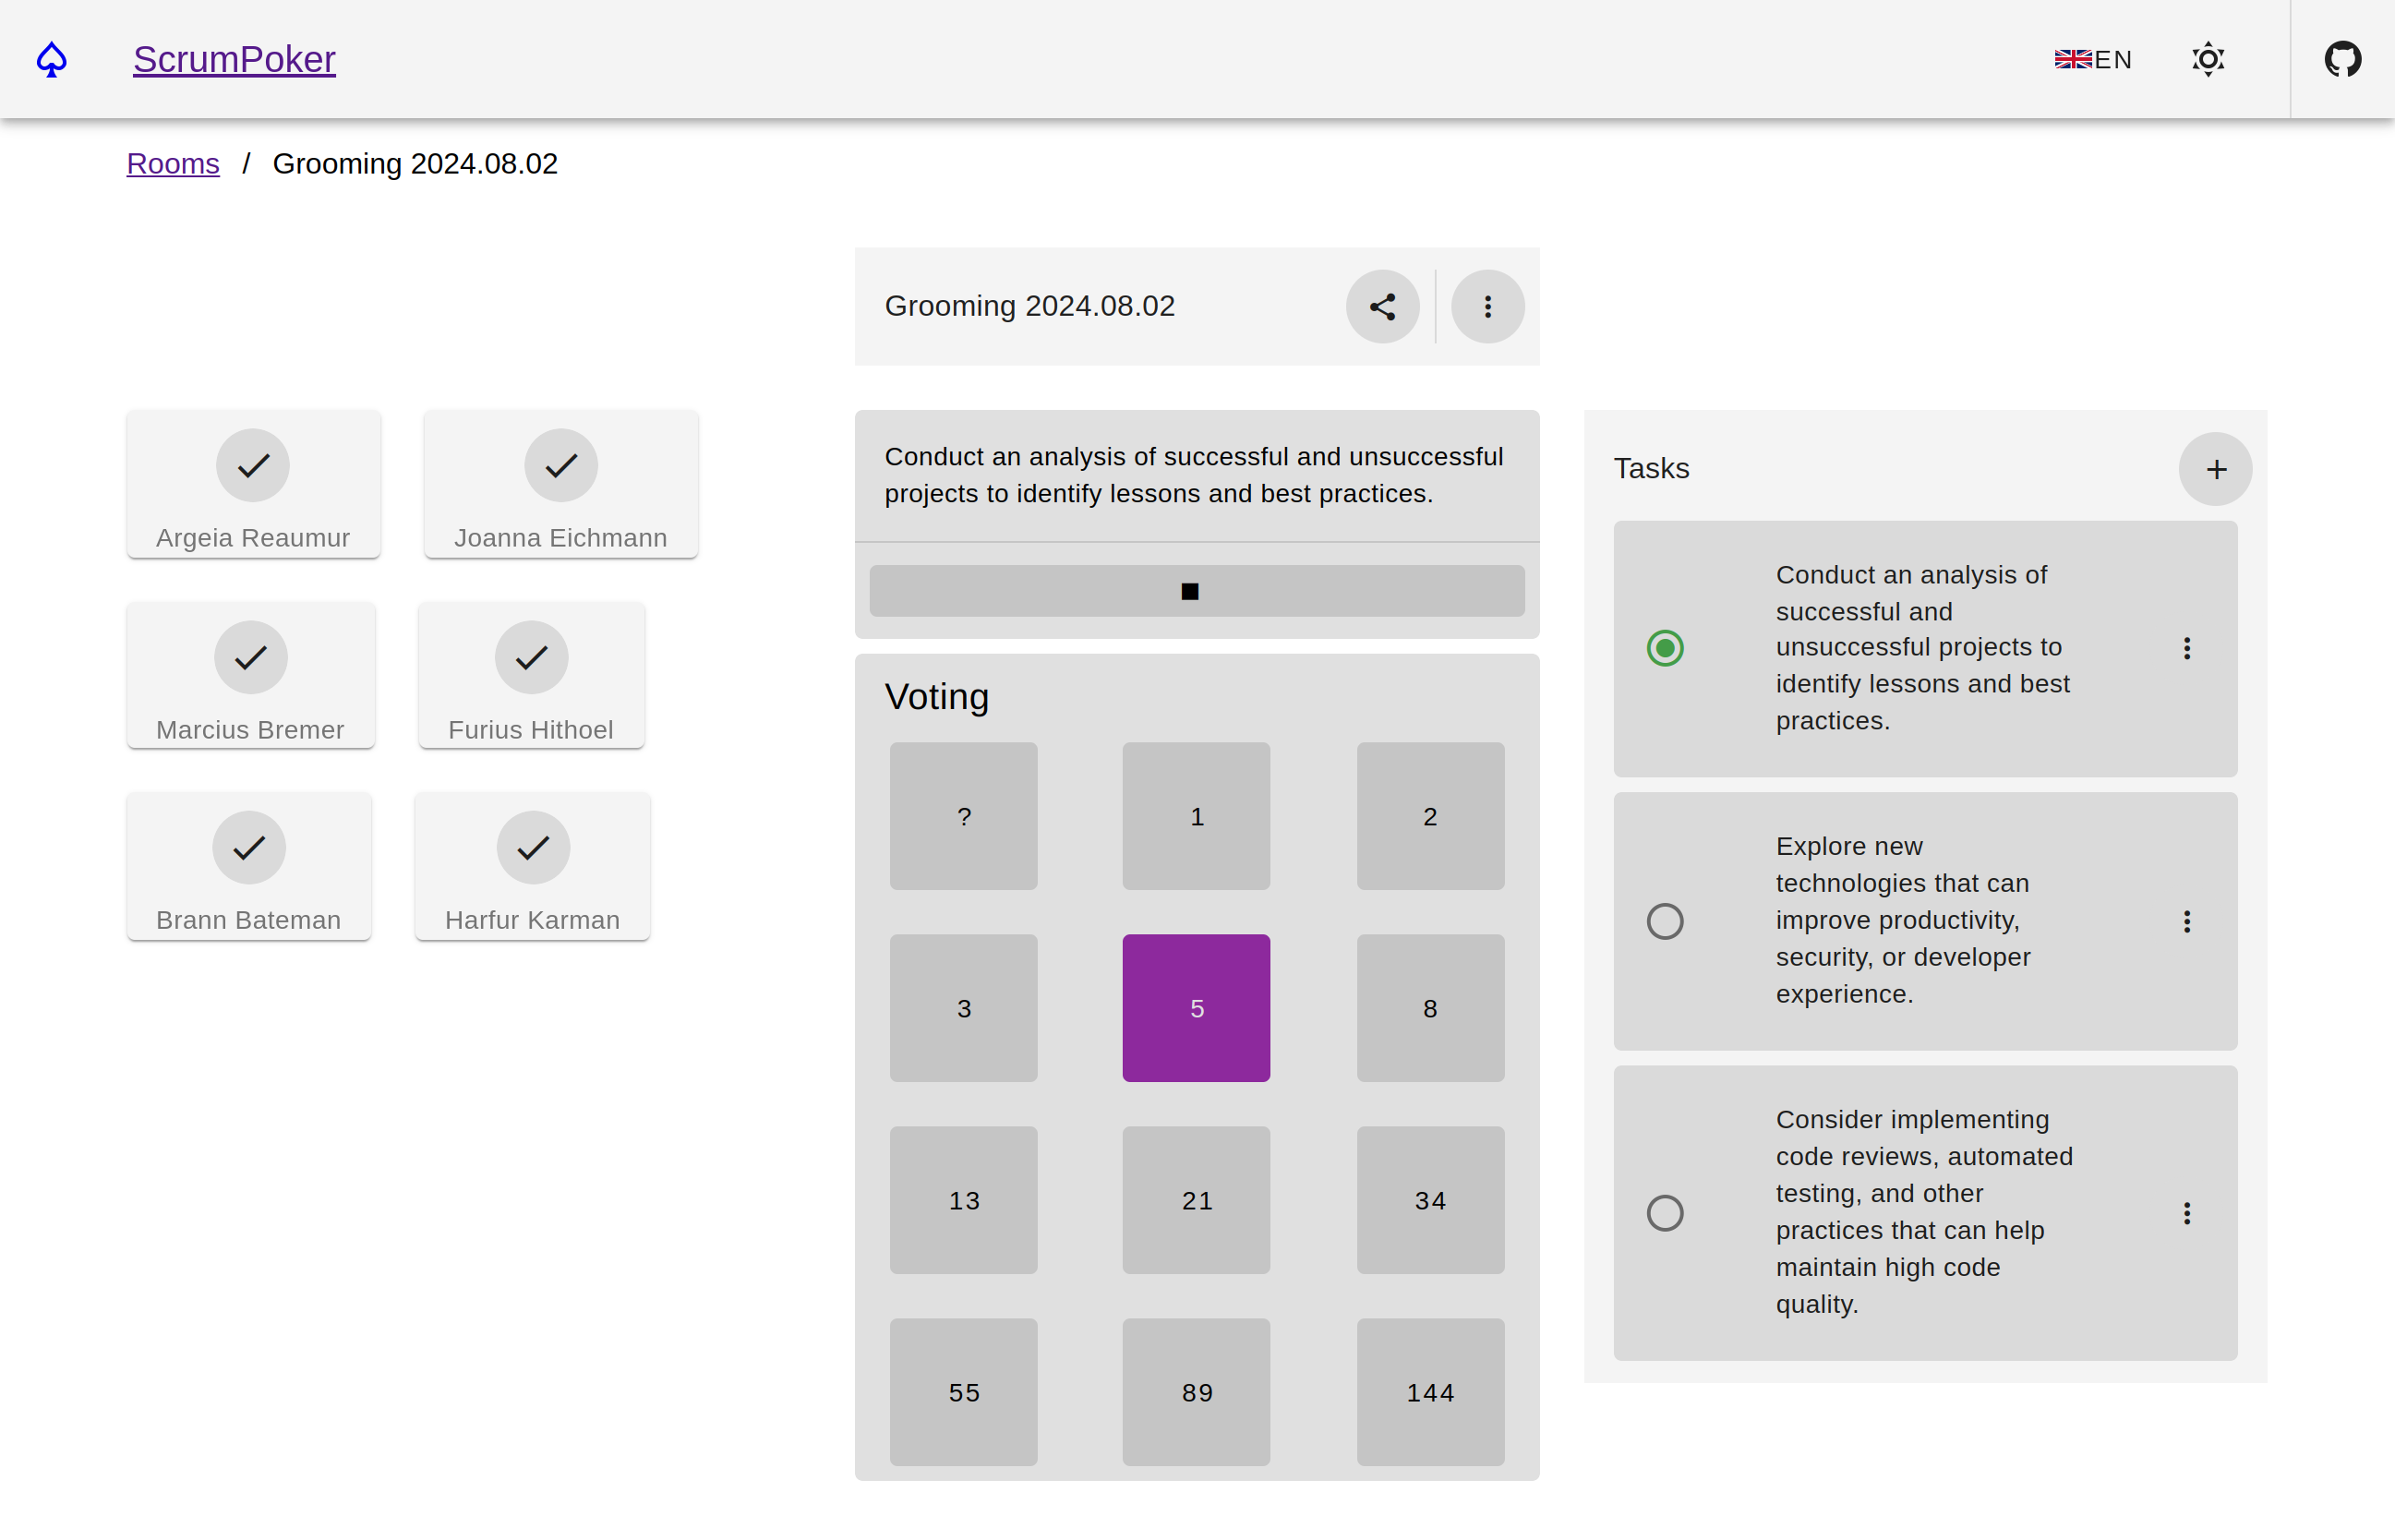 ScrumPoker
EN
Rooms / Grooming 2024.08.02
Grooming 2024.08.02
Argeia Reaumur
Joanna Eichmann
Marcius Bremer
Furius Hithoel
Brann Bateman
Harfur Karman
Conduct an analysis of successful and unsuccessful
projects to identify lessons and best practices.
Voting
? 1 2
3 5 8
13 21 34
55 89 144
Tasks
Conduct an analysis of
successful and
unsuccessful projects to
identify lessons and best
practices.
Explore new
technologies that can
improve productivity,
security, or developer
experience.
Consider implementing
code reviews, automated
testing, and other
practices that can help
maintain high code
quality.